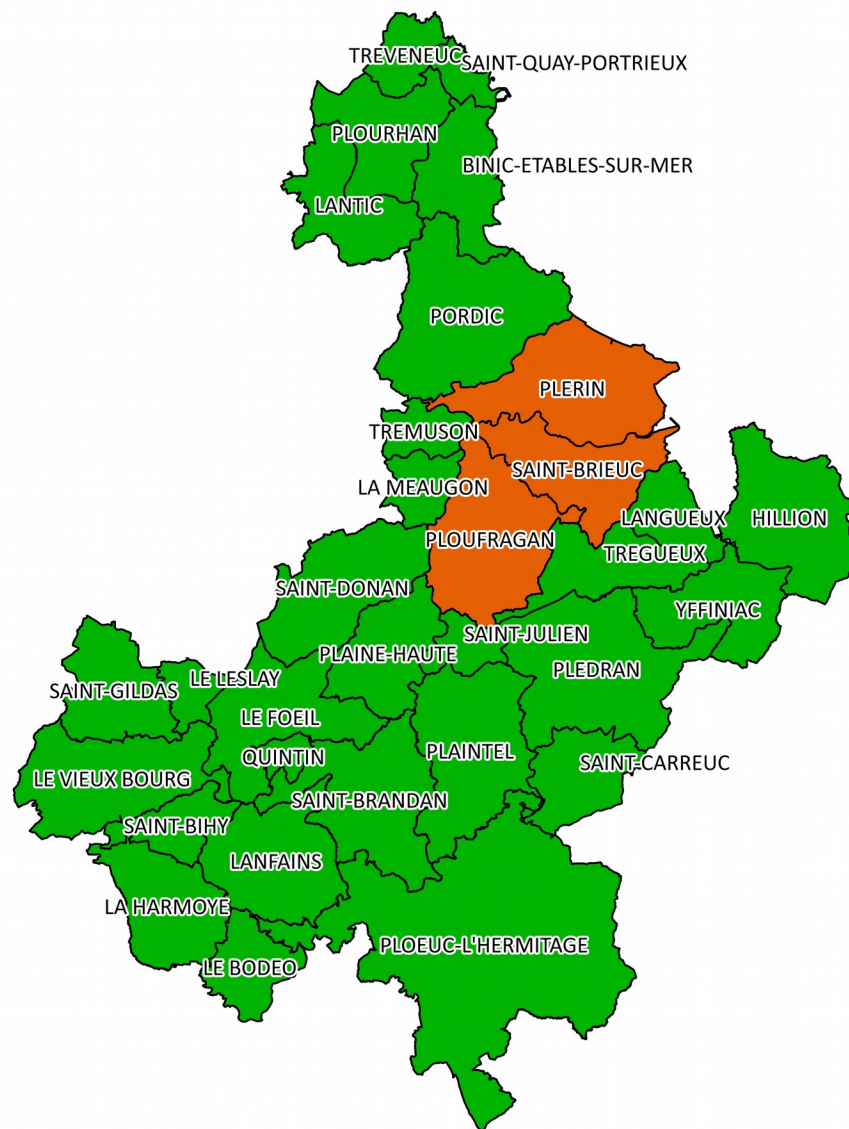 TREVENEUC
SAINT-QUAY-PORTRIEUX
PLOURHAN
BINIC-ETABLES-SUR-MER
LANTIC
PORDIC
PLERIN
TREMUSON
SAINT-BRIEUC
LA MEAUGON
LANGUEUX
HILLION
PLOUFRAGAN
TREGUEUX
SAINT-DONAN
YFFINIAC
SAINT-JULIEN
PLAINE-HAUTE
PLEDRAN
LE LESLAY
SAINT-GILDAS
LE FOEIL
PLAINTEL
QUINTIN
SAINT-CARREUC
LE VIEUX BOURG
SAINT-BRANDAN
SAINT-BIHY
LANFAINS
LA HARMOYE
PLOEUC-L'HERMITAGE
LE BODEO